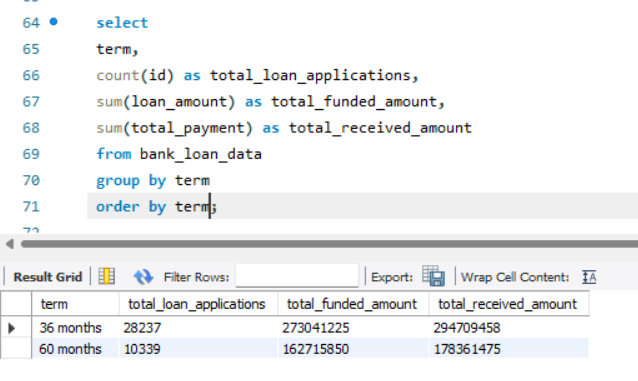 64 select
65 term,
66 count(id) as total_loan_applications,
67 sum(loan_amount) as total_funded_amount,
68 sum(total_payment) as total_received_amount
69 from bank_loan_data
70 group by term
71 order by term;
Result Grid Filter Rows: Export: Wrap Cell Content: IA
term total_loan_applications total_funded_amount total_received_amount
36 months 28237 273041225 294709458
60 months 10339 162715850 178361475